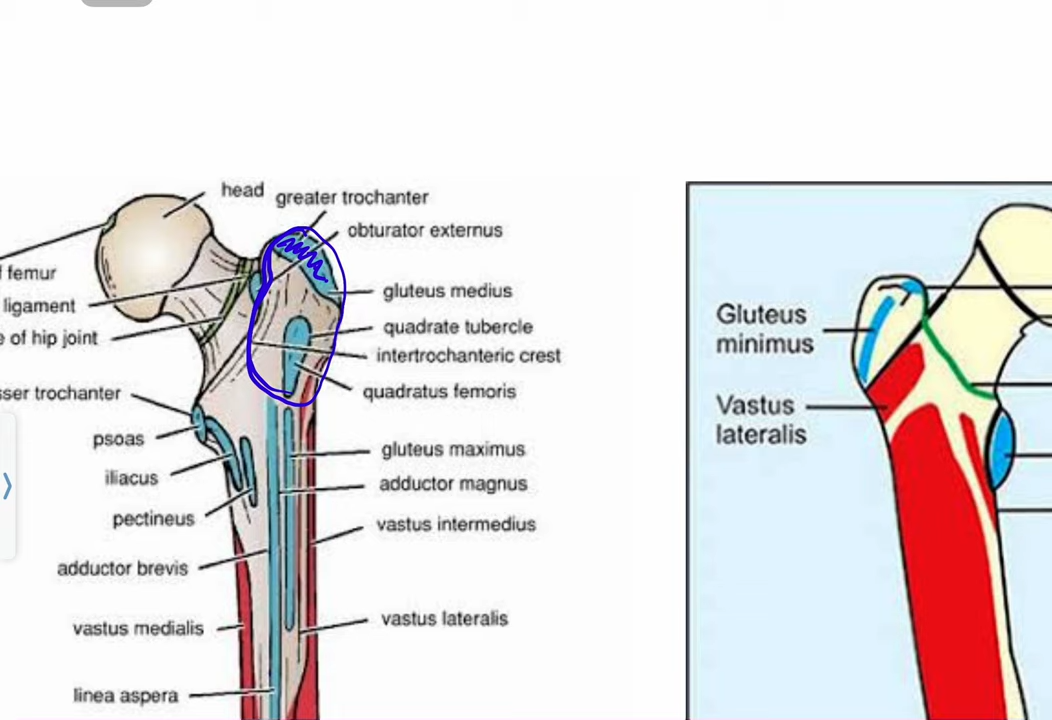 head
greater trochanter
obturator externus
f femur
ligament
gluteus medius
e of hip joint
quadrate tubercle
intertrochanteric crest
sser trochanter
quadratus femoris
psoas
gluteus maximus
iliacus
adductor magnus
pectineus
vastus intermedius
adductor brevis
vastus medialis
vastus lateralis
linea aspera
Gluteus
minimus
Vastus
lateralis